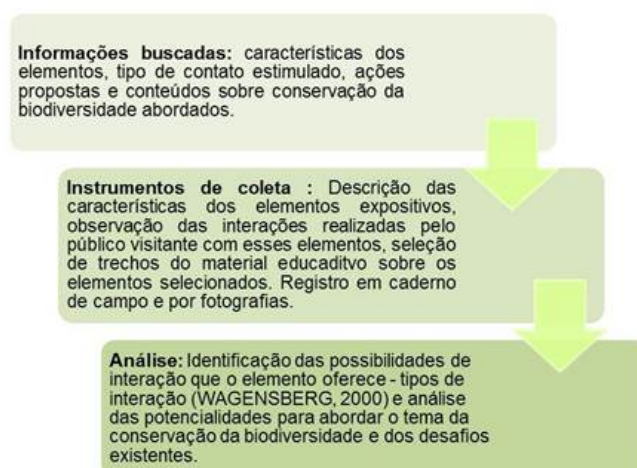 Informações buscadas: características dos
elementos, tipo de contato estimulado, ações
propostas e conteúdos sobre conservação da
biodiversidade abordados.
Instrumentos de coleta : Descrição das
características dos elementos expositivos,
observação das interações realizadas pelo
público visitante com esses elementos, seleção
de trechos do material educaditvo sobre os
elementos selecionados. Registro em caderno
de campo e por fotografias.
Análise: Identificação das possibilidades de
interação que o elemento oferece - tipos de
interação (WAGENSBERG, 2000) e análise
das potencialidades para abordar o tema da
conservação da biodiversidade e dos desafios
existentes.